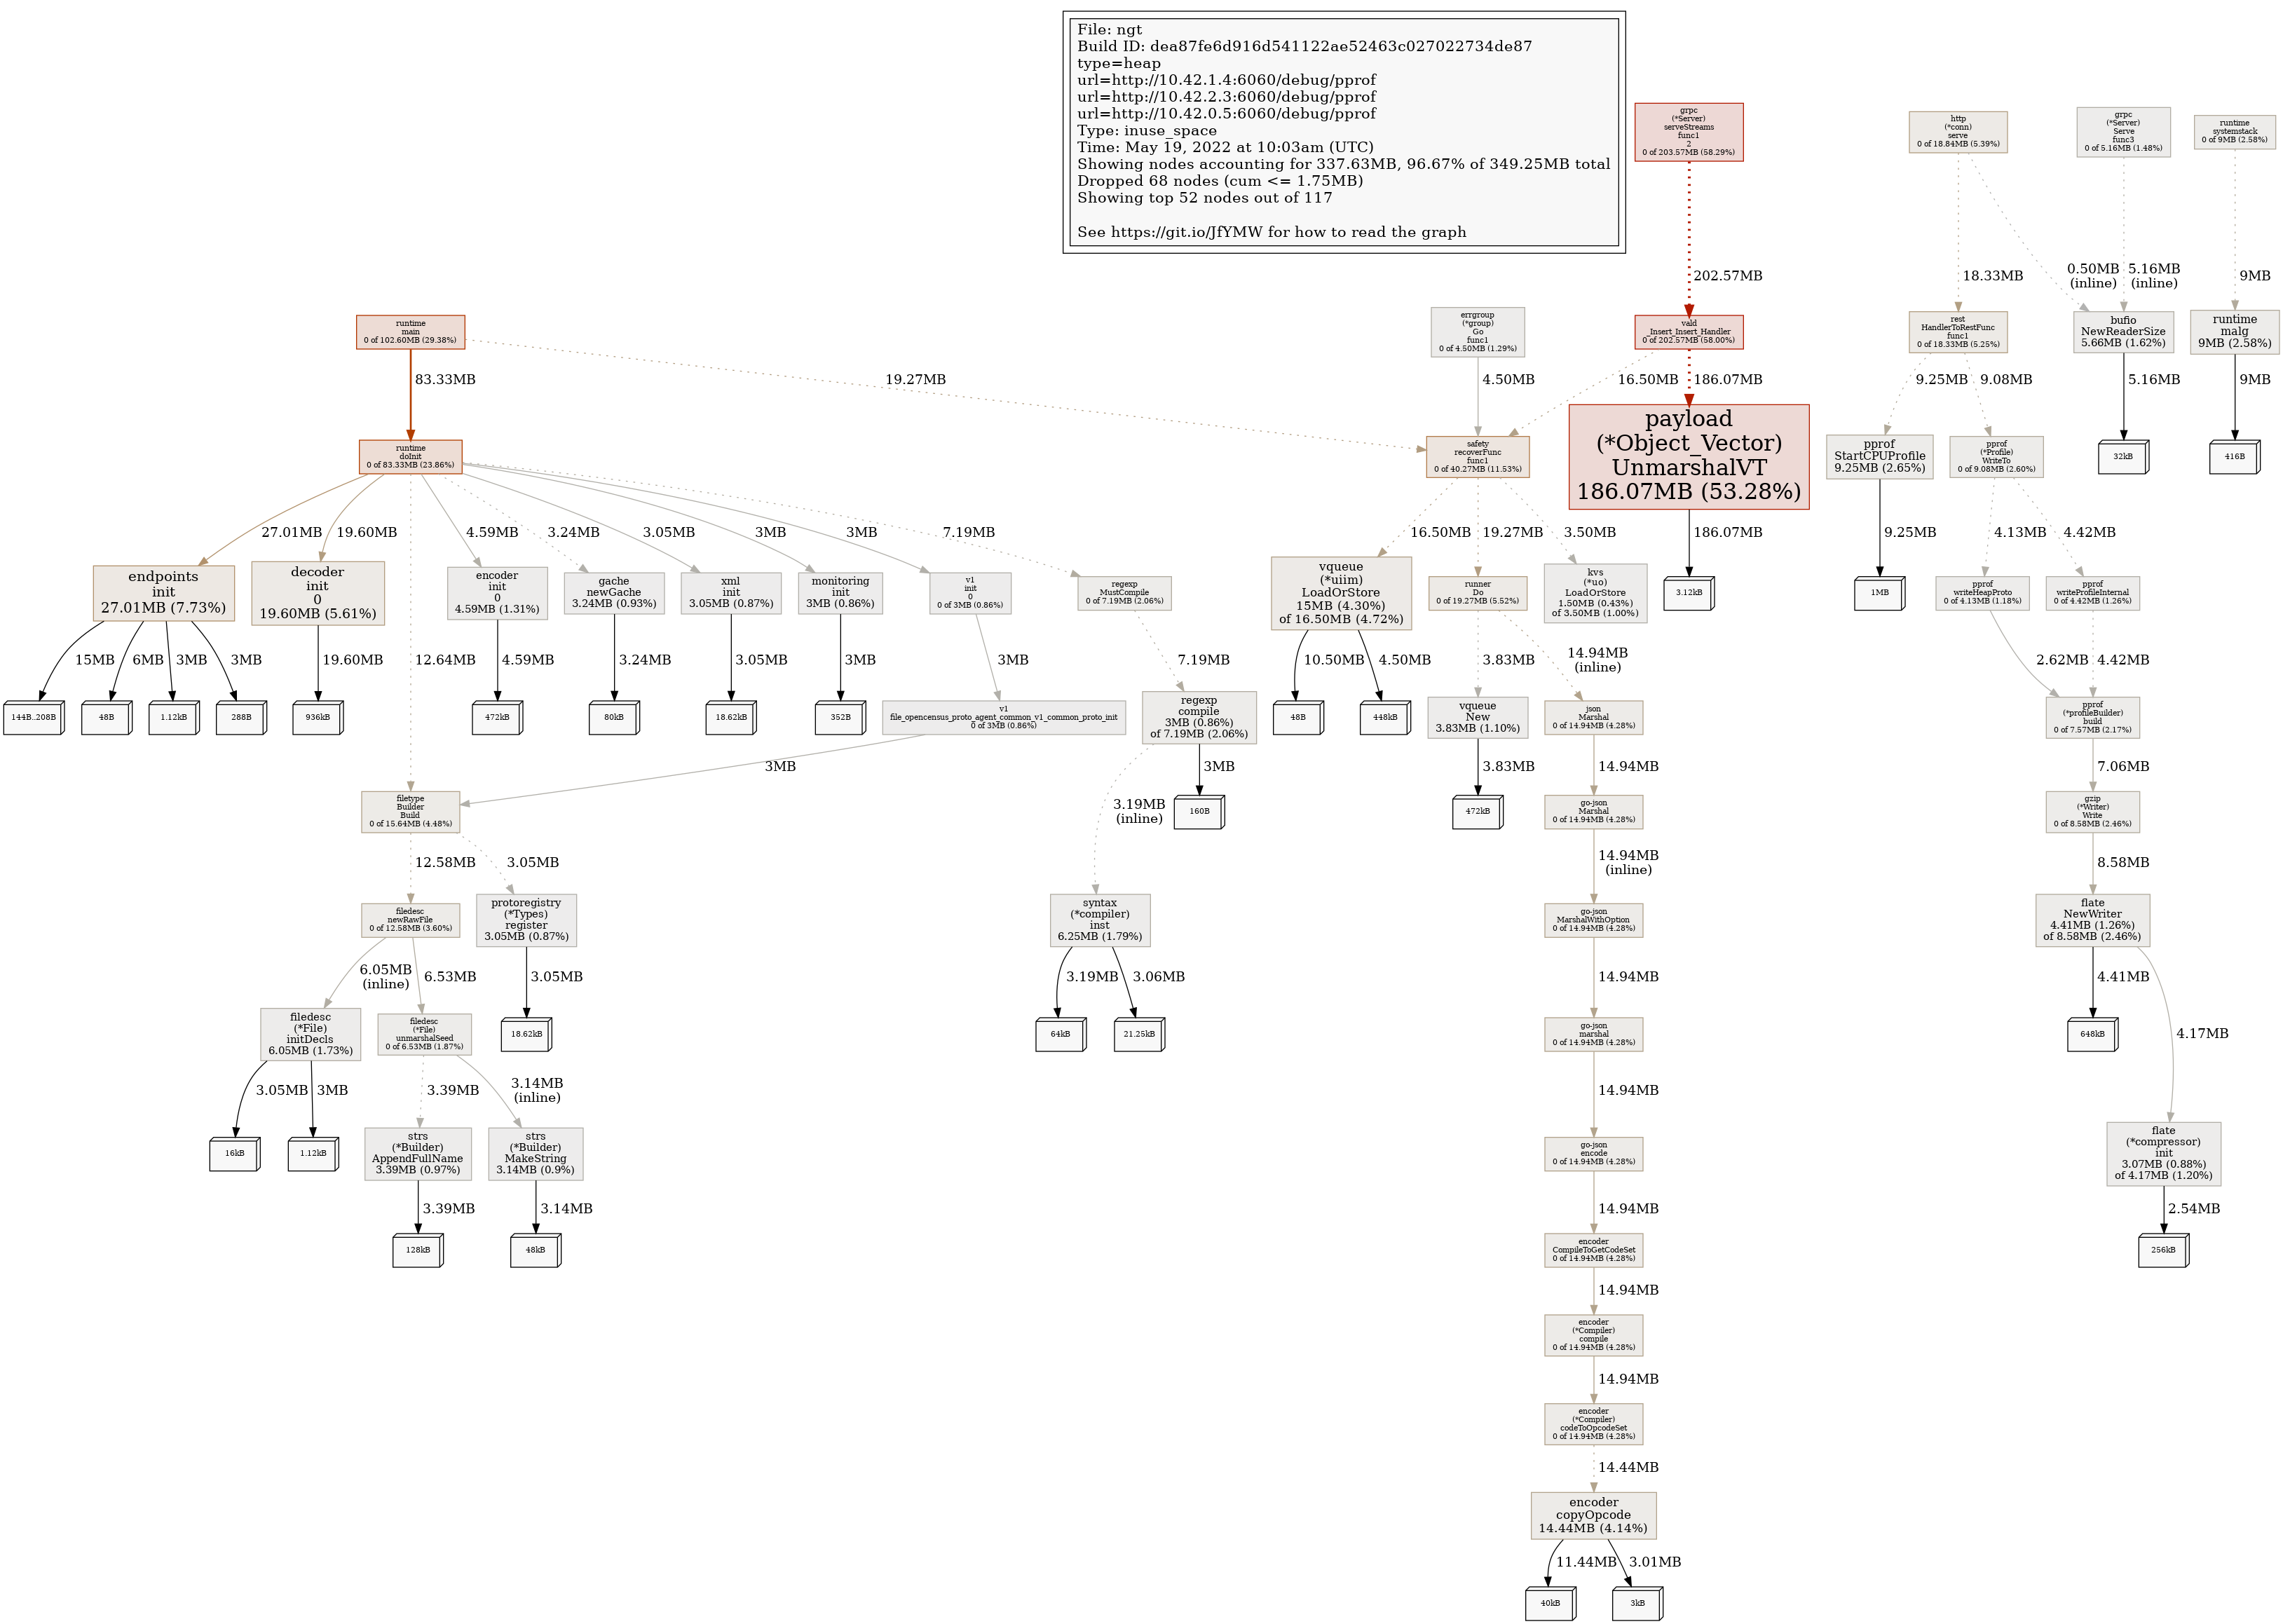 File: ngt
Build ID: dea87fe6d916d541122ae52463c027022734de87
type=heap
url=http://10.42.1.4:6060/debug/pprof
url=http://10.42.2.3:6060/debug/pprof
url=http://10.42.0.5:6060/debug/pprof
Type: inuse_space
Time: May 19, 2022 at 10:03am (UTC)
Showing nodes accounting for 337.63MB, 96.67% of 349.25MB total
Dropped 68 nodes (cum <= 1.75MB)
Showing top 52 nodes out of 117
See https://git.io/JfYMW for how to read the graph
grpc
(*Server)
serveStreams
func1
2
0 of 203.57MB (58.29%)
http
(*conn)
serve
0 of 18.84MB (5.39%)
grpc
(*Server)
Serve
func3
0 of 5.16MB (1.48%)
runtime
systemstack
0 of 9MB (2.58%)
202.57MB
18.33MB
0.50MB
(inline)
5.16MB
(inline)
9MB
runtime
main
0 of 102.60MB (29.38%)
errgroup
(*group)
Go
func1
0 of 4.50MB (1.29%)
vald
_Insert_Insert_Handler
0 of 202.57MB (58.00%)
rest
HandlerToRestFunc
func1
0 of 18.33MB (5.25%)
bufio
NewReaderSize
5.66MB (1.62%)
runtime
malg
9MB (2.58%)
83.33MB
19.27MB
4.50MB
16.50MB
186.07MB
9.25MB
9.08MB
5.16MB
9MB
runtime
doInit
0 of 83.33MB (23.86%)
safety
recoverFunc
func1
0 of 40.27MB (11.53%)
payload
(*Object_Vector)
UnmarshalVT
186.07MB (53.28%)
pprof
StartCPUProfile
9.25MB (2.65%)
pprof
(*Profile)
WriteTo
0 of 9.08MB (2.60%)
32kB
416B
27.01MB
19.60MB
4.59MB
3.24MB
3.05MB
3MB
3MB
7.19MB
16.50MB
19.27MB
3.50MB
186.07MB
9.25MB
4.13MB
4.42MB
endpoints
init
27.01MB (7.73%)
decoder
init
0
19.60MB (5.61%)
encoder
init
0
4.59MB (1.31%)
gache
newGache
3.24MB (0.93%)
xml
init
3.05MB (0.87%)
monitoring
init
3MB (0.86%)
v1
init
0
0 of 3MB (0.86%)
regexp
MustCompile
0 of 7.19MB (2.06%)
vqueue
(*uiim)
LoadOrStore
15MB (4.30%)
of 16.50MB (4.72%)
runner
Do
0 of 19.27MB (5.52%)
kvs
(*uo)
LoadOrStore
1.50MB (0.43%)
of 3.50MB (1.00%)
3.12kB
1MB
pprof
writeHeapProto
0 of 4.13MB (1.18%)
pprof
writeProfileInternal
0 of 4.42MB (1.26%)
15MB
6MB
3MB
3MB
19.60MB
12.64MB
4.59MB
3.24MB
3.05MB
3MB
3MB
7.19MB
10.50MB
4.50MB
3.83MB
14.94MB
(inline)
2.62MB
4.42MB
144B..208B
48B
1.12kB
288B
936kB
472kB
80kB
18.62kB
352B
v1
file_opencensus_proto_agent_common_v1_common_proto_init
0 of 3MB (0.86%)
regexp
compile
3MB (0.86%)
of 7.19MB (2.06%)
48B
448kB
vqueue
New
3.83MB (1.10%)
json
Marshal
0 of 14.94MB (4.28%)
pprof
(*profileBuilder)
build
0 of 7.57MB (2.17%)
3MB
3.19MB
(inline)
3MB
3.83MB
14.94MB
7.06MB
filetype
Builder
Build
0 of 15.64MB (4.48%)
160B
472kB
go-json
Marshal
0 of 14.94MB (4.28%)
gzip
(*Writer)
Write
0 of 8.58MB (2.46%)
12.58MB
3.05MB
14.94MB
(inline)
8.58MB
filedesc
newRawFile
0 of 12.58MB (3.60%)
protoregistry
(*Types)
register
3.05MB (0.87%)
syntax
(*compiler)
inst
6.25MB (1.79%)
go-json
MarshalWithOption
0 of 14.94MB (4.28%)
flate
NewWriter
4.41MB (1.26%)
of 8.58MB (2.46%)
6.05MB
(inline)
6.53MB
3.05MB
3.19MB
3.06MB
14.94MB
4.41MB
4.17MB
filedesc
(*File)
initDecls
6.05MB (1.73%)
filedesc
(*File)
unmarshalSeed
0 of 6.53MB (1.87%)
18.62kB
64kB
21.25kB
go-json
marshal
0 of 14.94MB (4.28%)
648kB
3.05MB
3MB
3.39MB
3.14MB
(inline)
14.94MB
16kB
1.12kB
strs
(*Builder)
AppendFullName
3.39MB (0.97%)
strs
(*Builder)
MakeString
3.14MB (0.9%)
go-json
encode
0 of 14.94MB (4.28%)
flate
(*compressor)
init
3.07MB (0.88%)
of 4.17MB (1.20%)
3.39MB
3.14MB
14.94MB
2.54MB
128kB
48kB
encoder
CompileToGetCodeSet
0 of 14.94MB (4.28%)
256kB
14.94MB
encoder
(*Compiler)
compile
0 of 14.94MB (4.28%)
14.94MB
encoder
(*Compiler)
codeToOpcodeSet
0 of 14.94MB (4.28%)
14.44MB
encoder
copyOpcode
14.44MB (4.14%)
11.44MB
3.01MB
40kB
3kB